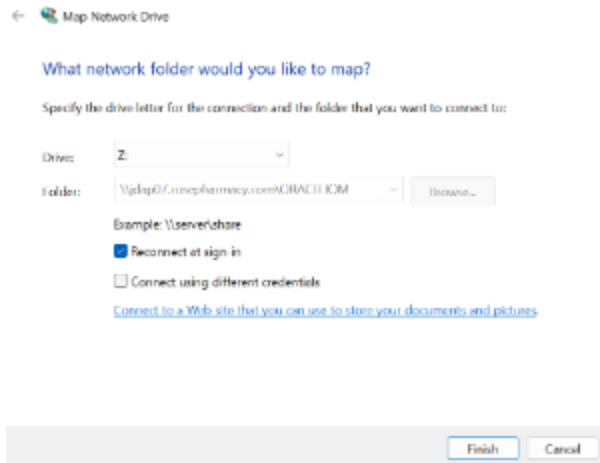 Map Network Drive
What network folder would you like to map?
Specify the drive letter for the connection and the folder that you want to connect to:
Drive: Z:
Folder: Browse...
Example: \\server\share
Reconnect at sign in
Connect using different credentials
Connect to a Web site that you can use to store your documents and pictures.
Finish Cancel